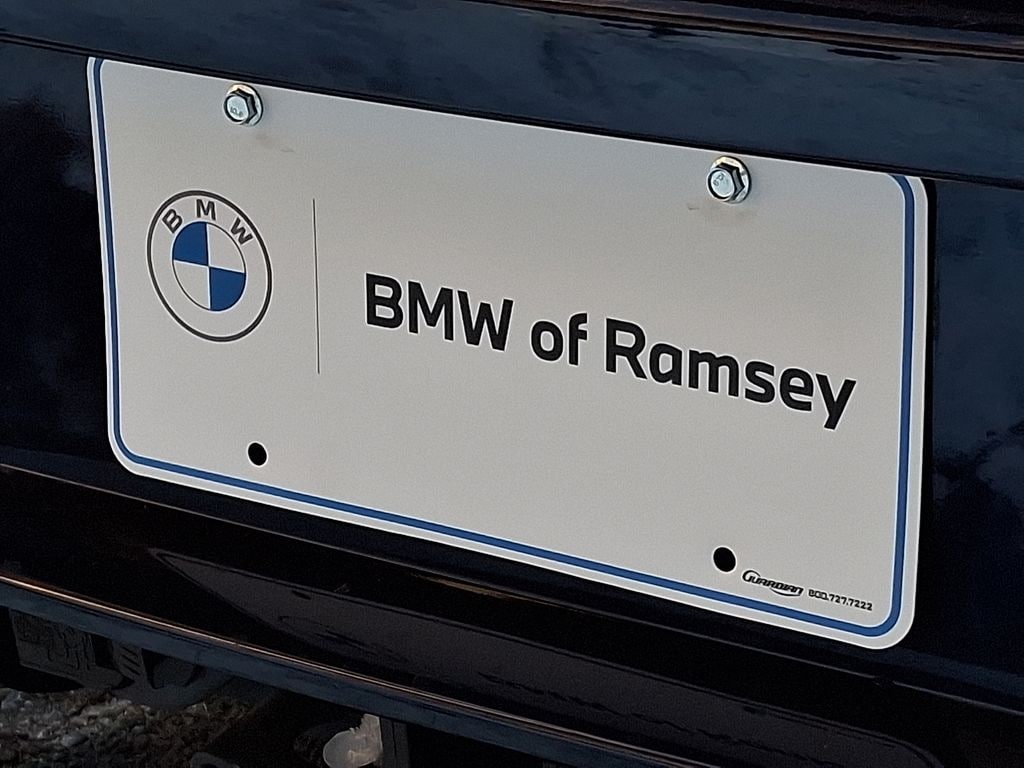 BMW
BMW of Ramsey
GUARDIAN 800.727.7222